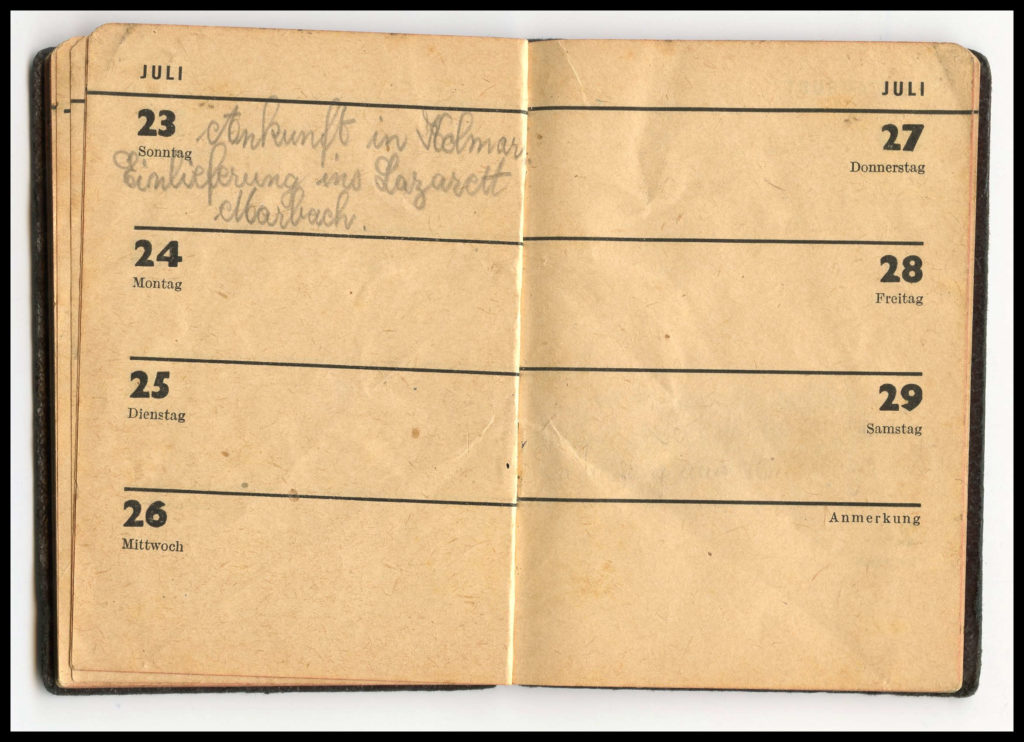 JULI
23 Ankunft in Kolmar.
Sonntag
Einlieferung ins Lazarett
Marbach.
24
Montag
25
Dienstag
26
Mittwoch
JULI
27
Donnerstag
28
Freitag
29
Samstag
Anmerkung